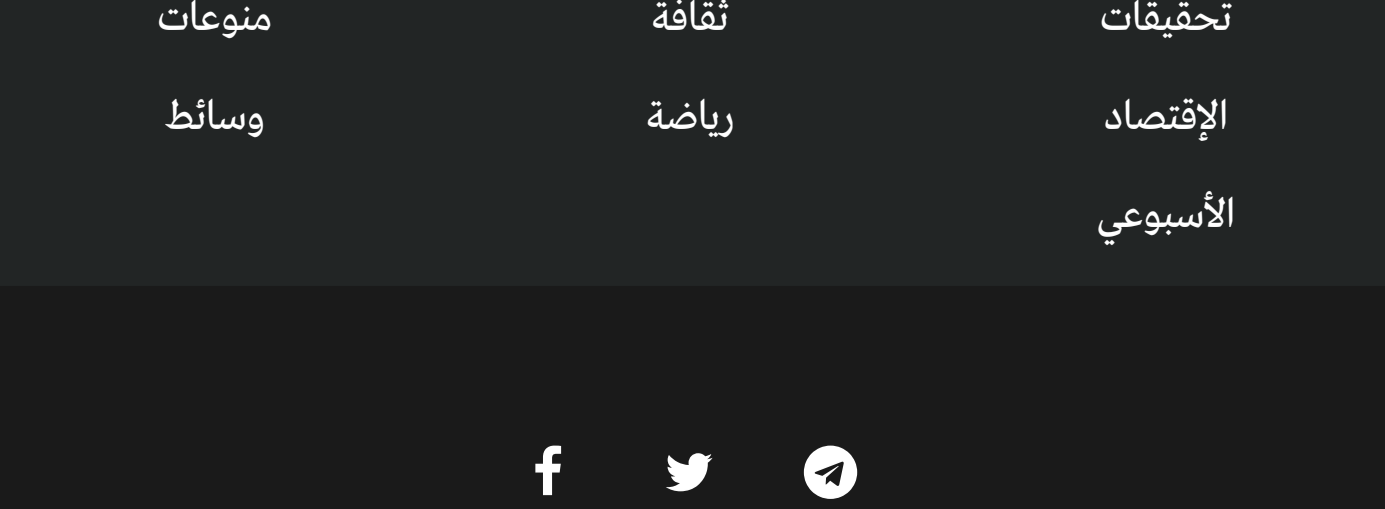 تحقيقات ثقافة منوعات
الإقتصاد رياضة وسائط
الأسبوعي